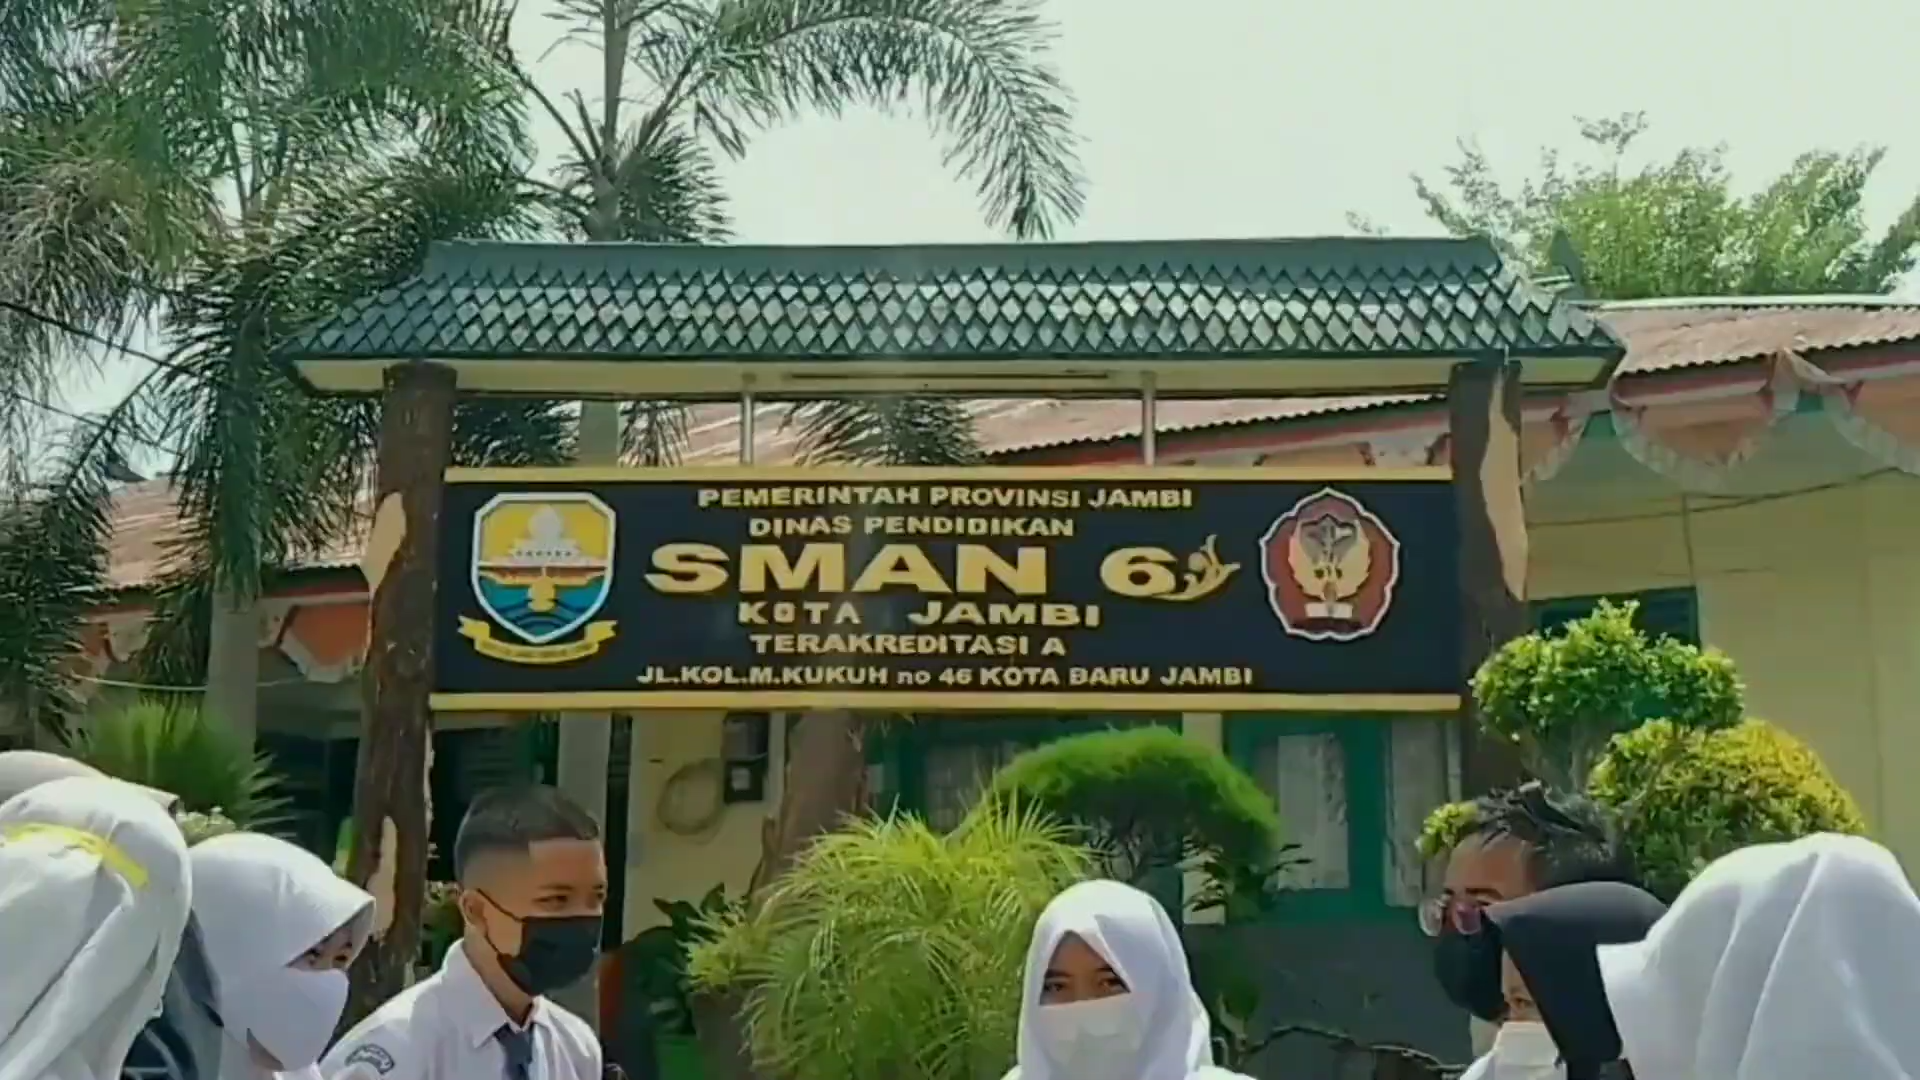 PEMERINTAH PROVINSI JAMBI
DINAS PENDIDIKAN
SMAN 6
KOTA JAMBI
TERAKREDITASI A
JL.KOL.M.KUKUH no 46 KOTA BARU JAMBI